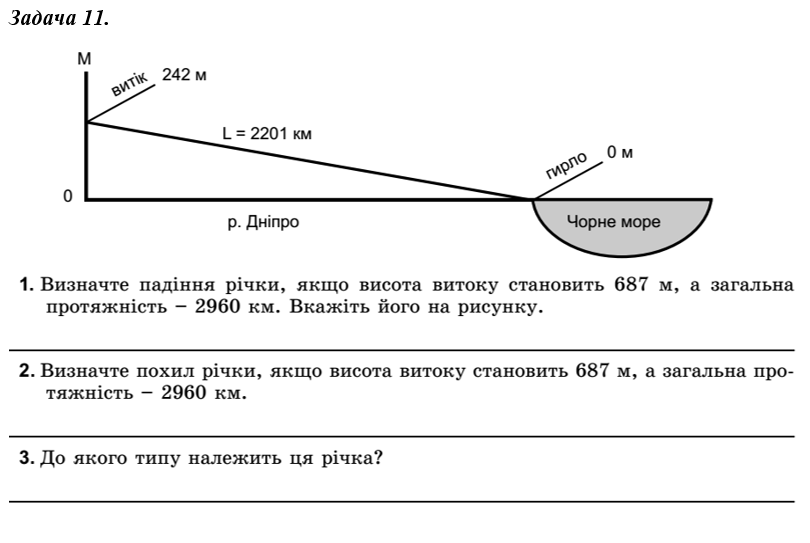 Задача 11.
М
витік 242 м
L = 2201 км
гирло 0 м
0
р. Дніпро
Чорне море
1. Визначте падіння річки, якщо висота витоку становить 687 м, а загальна
протяжність – 2960 км. Вкажіть його на рисунку.
2. Визначте похил річки, якщо висота витоку становить 687 м, а загальна про-
тяжність – 2960 км.
3. До якого типу належить ця річка?